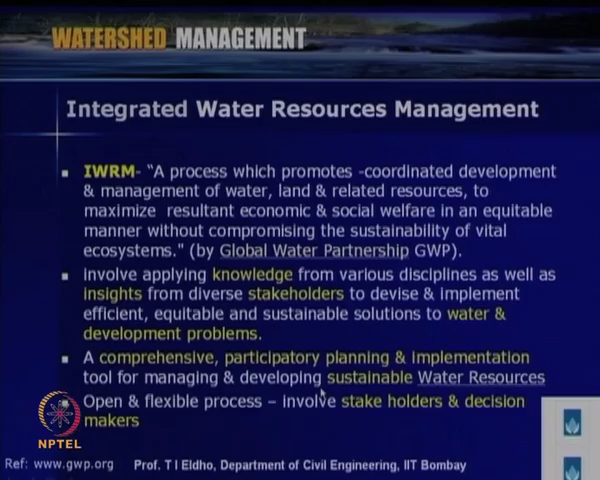 WATERSHED MANAGEMENT
Integrated Water Resources Management
IWRM- “A process which promotes -coordinated development
& management of water, land & related resources, to
maximize resultant economic & social welfare in an equitable
manner without compromising the sustainability of vital
ecosystems." (by Global Water Partnership GWP).
involve applying knowledge from various disciplines as well as
insights from diverse stakeholders to devise & implement
efficient, equitable and sustainable solutions to water &
development problems.
A comprehensive, participatory planning & implementation
tool for managing & developing sustainable Water Resources
Open & flexible process – involve stake holders & decision
makers
NPTEL
Ref: www.gwp.org Prof. T I Eldho, Department of Civil Engineering, IIT Bombay